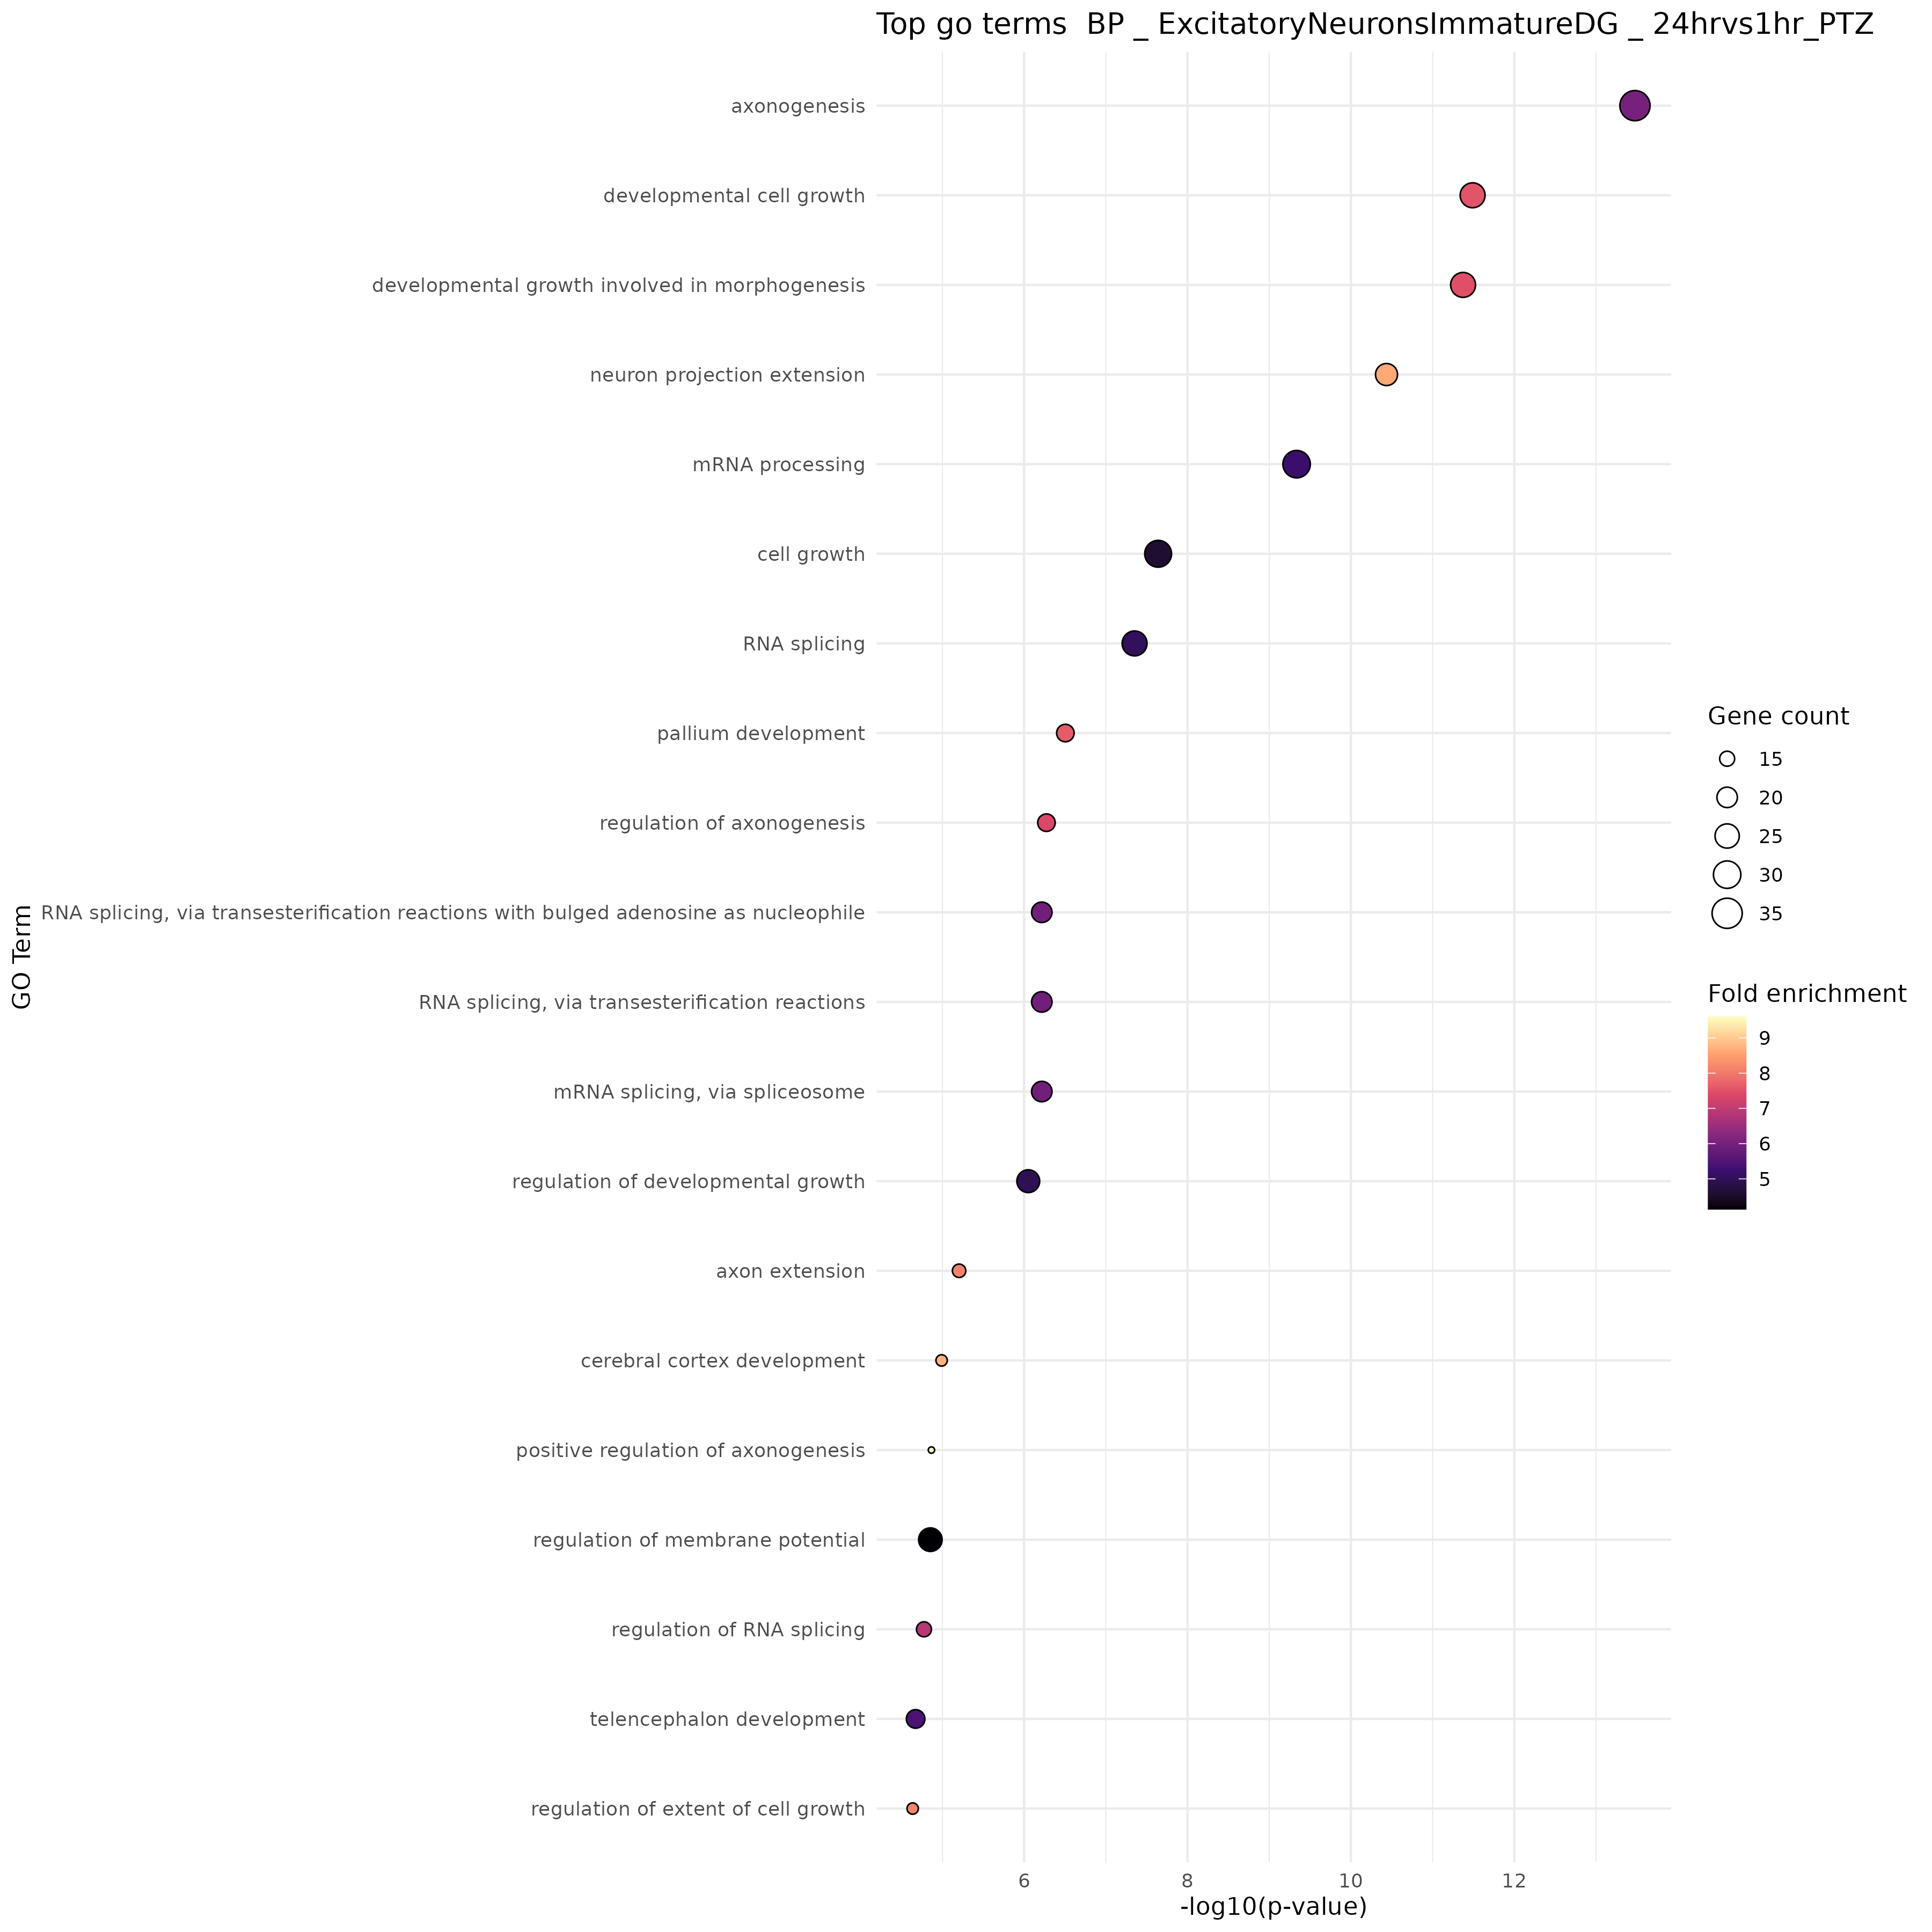 Top go terms  BP _ ExcitatoryNeuronsImmatureDG _ 24hrvs1hr_PTZ
GO Term
axonogenesis
developmental cell growth
developmental growth involved in morphogenesis
neuron projection extension
mRNA processing
cell growth
RNA splicing
pallium development
regulation of axonogenesis
RNA splicing, via transesterification reactions with bulged adenosine as nucleophile
RNA splicing, via transesterification reactions
mRNA splicing, via spliceosome
regulation of developmental growth
axon extension
cerebral cortex development
positive regulation of axonogenesis
regulation of membrane potential
regulation of RNA splicing
telencephalon development
regulation of extent of cell growth
6 8 10 12
-log10(p-value)
Gene count
15
20
25
30
35
Fold enrichment
9
8
7
6
5